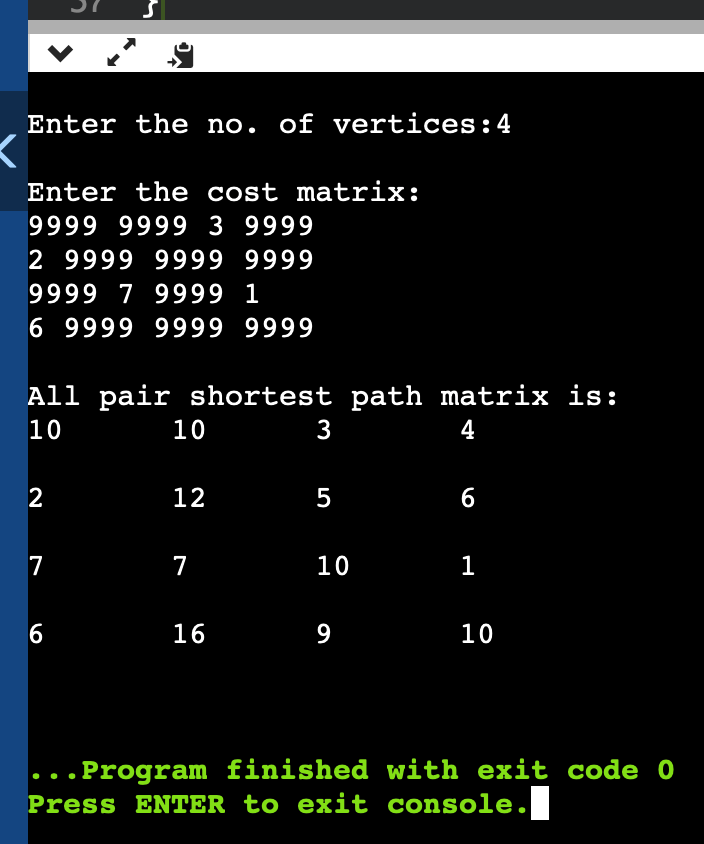 37 }
Enter the no. of vertices:4
Enter the cost matrix:
9999 9999 3 9999
2 9999 9999 9999
9999 7 9999 1
6 9999 9999 9999
All pair shortest path matrix is:
10 10 3 4
2 12 5 6
7 7 10 1
6 16 9 10
...Program finished with exit code 0
Press ENTER to exit console.